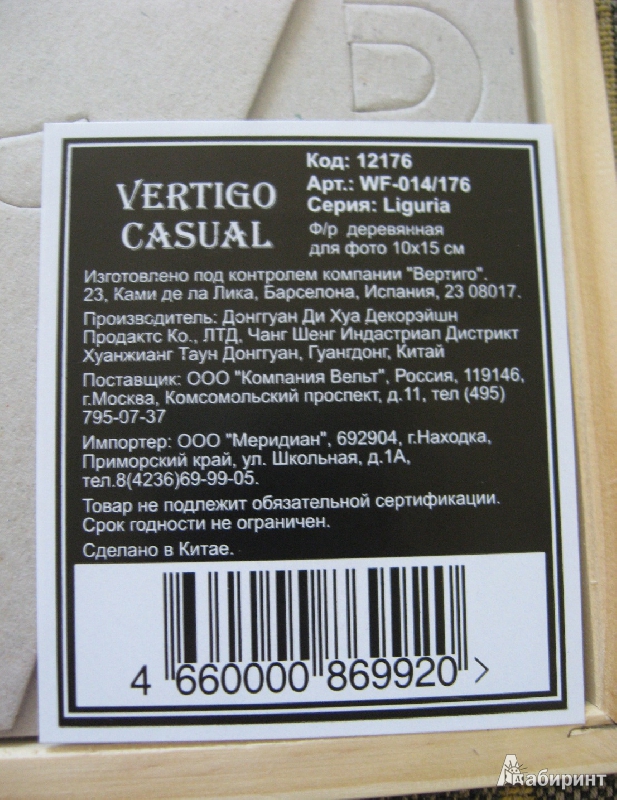 VERTIGO
CASUAL
Код: 12176
Арт.: WF-014/176
Серия: Liguria
Ф/р деревянная
для фото 10x15 см
Изготовлено под контролем компании "Вертиго".
23, Ками де ла Лика, Барселона, Испания, 23 08017.
Производитель: Донггуан Ди Хуа Декорэйшн
Продактс Ко., ЛТД, Чанг Шенг Индастриал Дистрикт
Хуанжианг Таун Донггуан, Гуангдонг, Китай
Поставщик: ООО "Компания Вельт", Россия, 119146,
г.Москва, Комсомольский проспект, д.11, тел (495)
795-07-37
Импортер: ООО "Меридиан", 692904, г.Находка,
Приморский край, ул. Школьная, д.1А,
тел.8(4236)69-99-05.
Товар не подлежит обязательной сертификации.
Срок годности не ограничен.
Сделано в Китае.
4 660000 869920 >
Лабиринт